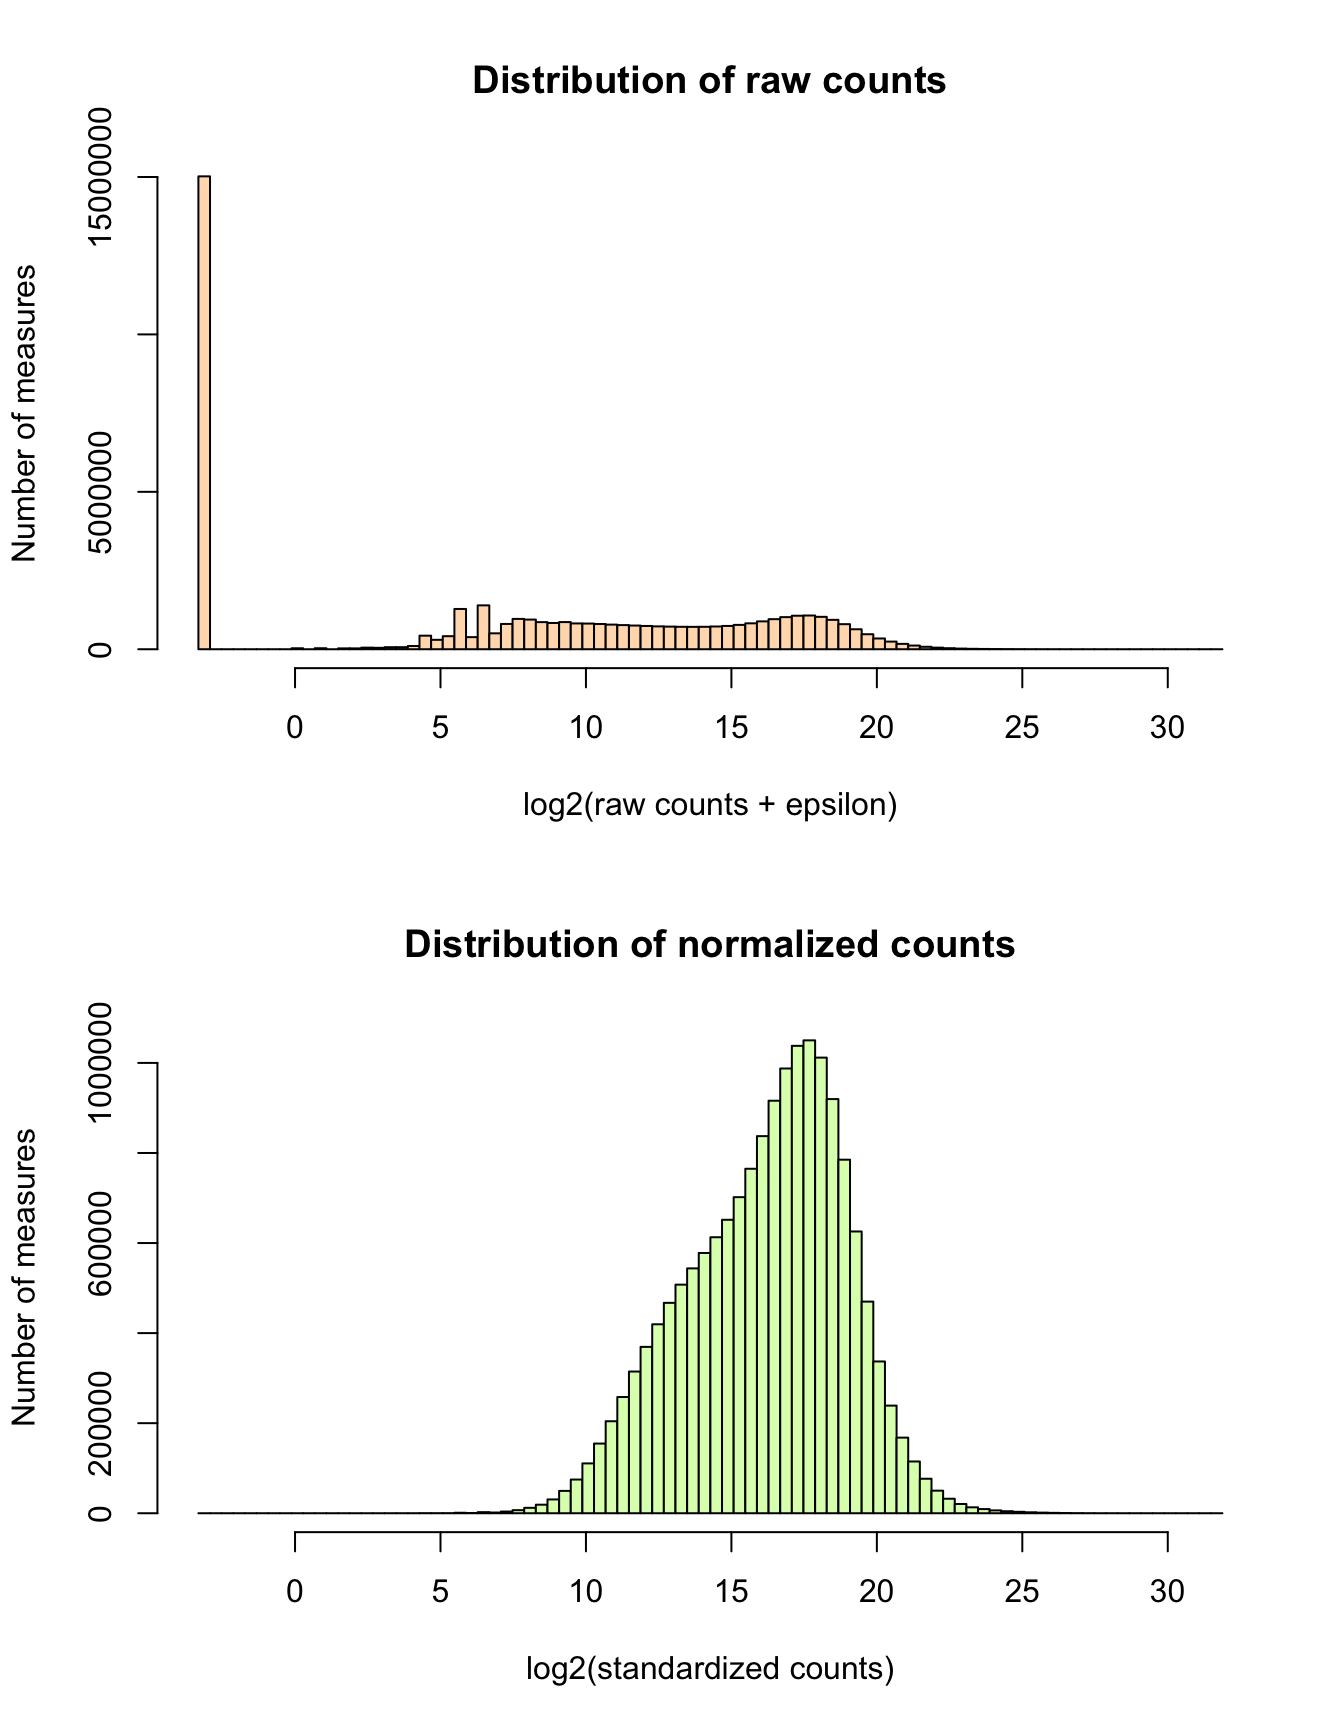 Distribution of raw counts
Number of measures
15000000
5000000
0
0 5 10 15 20 25 30
log2(raw counts + epsilon)
Distribution of normalized counts
Number of measures
1000000
600000
200000
0
0 5 10 15 20 25 30
log2(standardized counts)